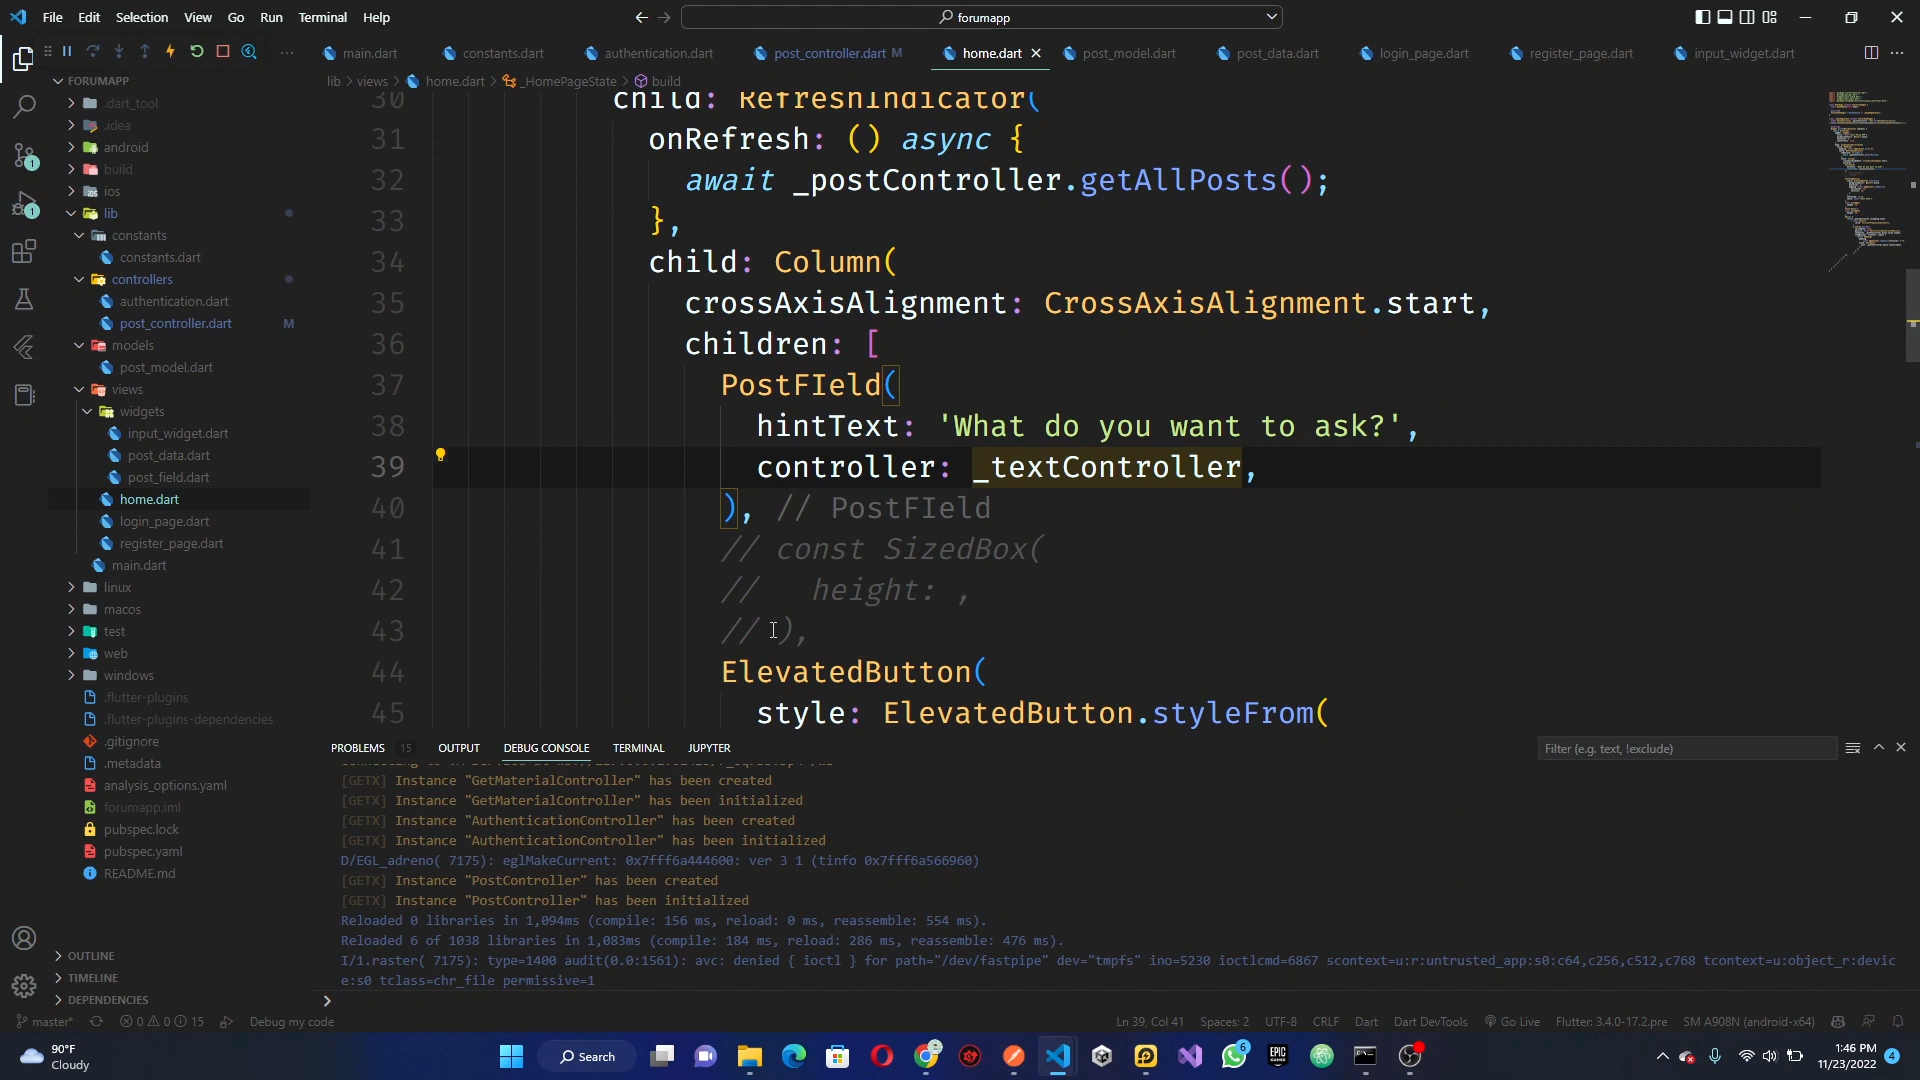 File Edit Selection View Go Run Terminal Help
forumapp
main.dart constants.dart authentication.dart post_controller.dart M home.dart post_model.dart post_data.dart login_page.dart register_page.dart input_widget.dart
lib > views > home.dart > _HomePageState > build
FORUMAPP
.dart_tool
.idea
android
build
ios
lib
constants
constants.dart
controllers
authentication.dart
post_controller.dart M
models
post_model.dart
views
widgets
input_widget.dart
post_data.dart
post_field.dart
home.dart
login_page.dart
register_page.dart
main.dart
linux
macos
test
web
windows
.flutter-plugins
.flutter-plugins-dependencies
.gitignore
.metadata
analysis_options.yaml
forumapp.iml
pubspec.lock
pubspec.yaml
README.md
OUTLINE
TIMELINE
DEPENDENCIES
30 child: RefreshIndicator(
31 onRefresh: () async {
32 await _postController.getAllPosts();
33 },
34 child: Column(
35 crossAxisAlignment: CrossAxisAlignment.start,
36 children: [
37 PostFIeld(
38 hintText: 'What do you want to ask?',
39 controller: _textController,
40 ), // PostFIeld
41 // const SizedBox(
42 //   height: ,
43 // ),
44 ElevatedButton(
45 style: ElevatedButton.styleFrom(
PROBLEMS 15 OUTPUT DEBUG CONSOLE TERMINAL JUPYTER
Filter (e.g. text, !exclude)
[GETX] Instance "GetMaterialController" has been created
[GETX] Instance "GetMaterialController" has been initialized
[GETX] Instance "AuthenticationController" has been created
[GETX] Instance "AuthenticationController" has been initialized
D/EGL_adreno( 7175): eglMakeCurrent: 0x7fff6a444600: ver 3 1 (tinfo 0x7fff6a566960)
[GETX] Instance "PostController" has been created
[GETX] Instance "PostController" has been initialized
Reloaded 0 libraries in 1,094ms (compile: 156 ms, reload: 0 ms, reassemble: 554 ms).
Reloaded 6 of 1038 libraries in 1,083ms (compile: 184 ms, reload: 286 ms, reassemble: 476 ms).
I/1.raster( 7175): type=1400 audit(0.0:1561): avc: denied { ioctl } for path="/dev/fastpipe" dev="tmpfs" ino=5230 ioctlcmd=6867 scontext=u:r:untrusted_app:s0:c64,c256,c512,c768 tcontext=u:object_r:devic
e:s0 tclass=chr_file permissive=1
master* 0 0 15 Debug my code Ln 39, Col 41 Spaces: 2 UTF-8 CRLF Dart Dart DevTools Go Live Flutter: 3.4.0-17.2.pre SM A908N (android-x64)
90°F
Cloudy
Search
6
EPIC GAMES
1:46 PM
11/23/2022
4